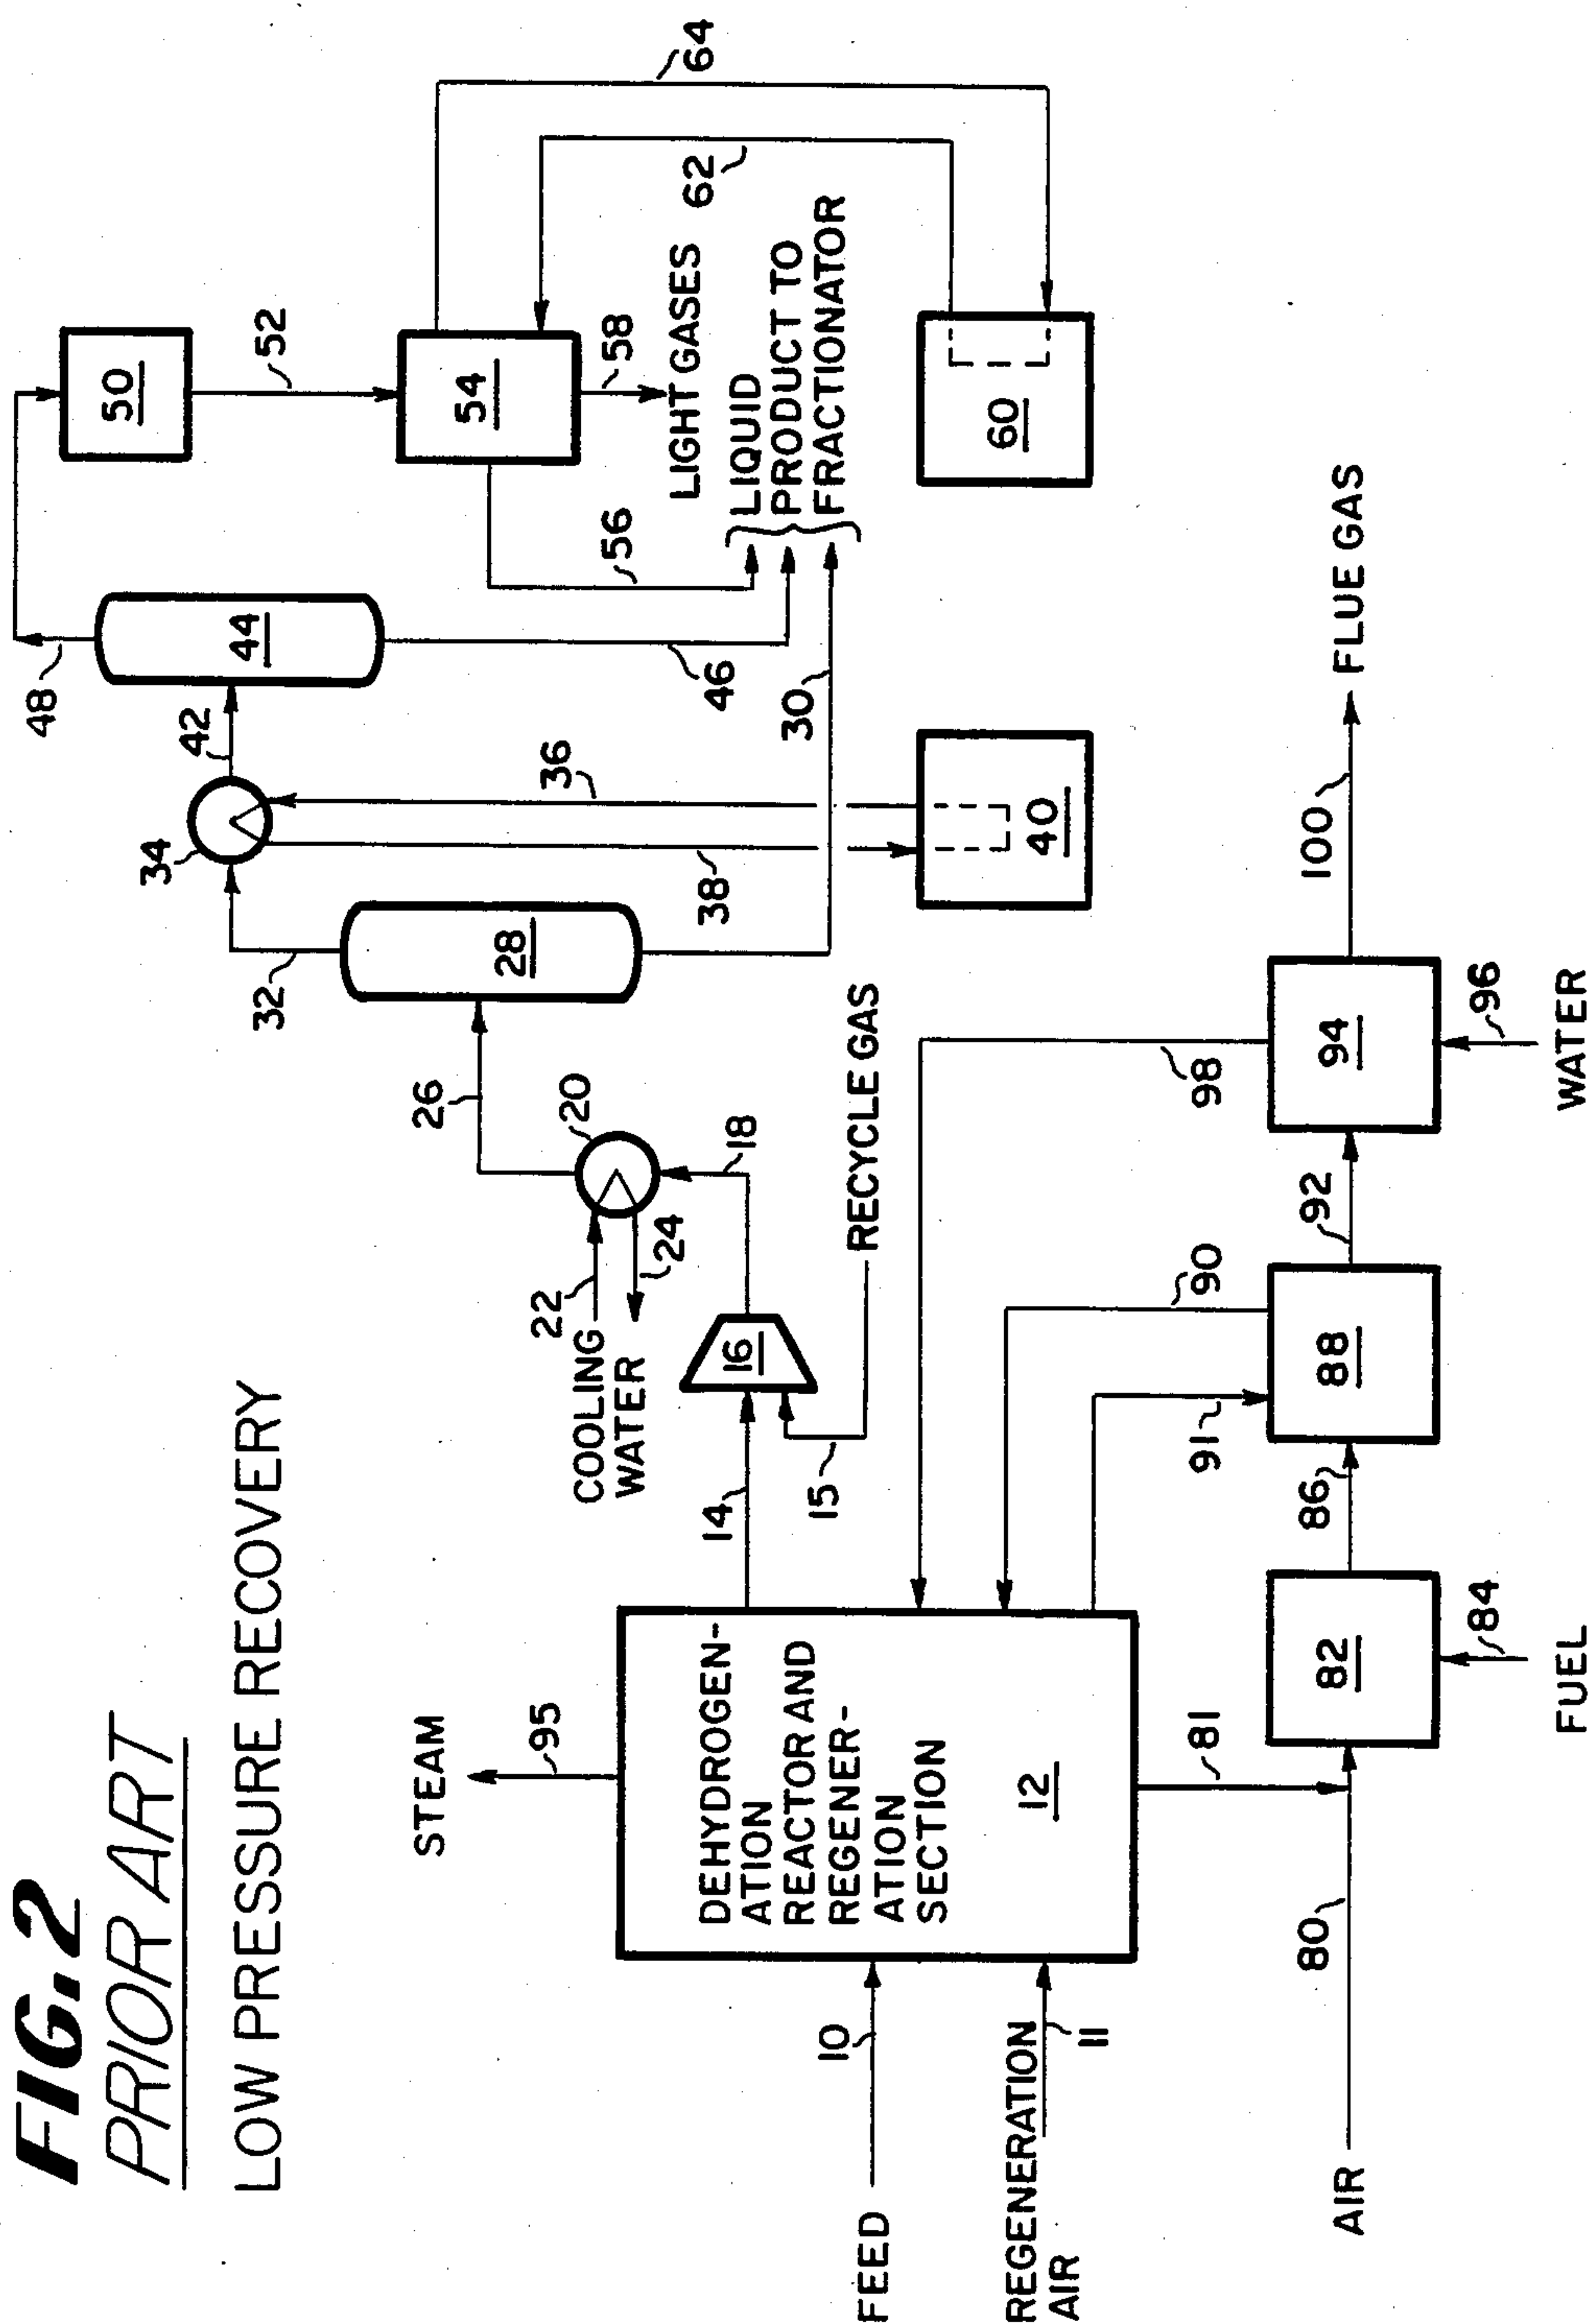 FIG.2
PRIOR ART
LOW PRESSURE RECOVERY
STEAM
95
FEED
10
REGENERATION
AIR
11
DEHYDROGEN-
ATION
REACTOR AND
REGENER-
ATION
SECTION
12
14
15
RECYCLE GAS
16
18
COOLING
WATER
22
24
20
26
28
30
32
34
36
38
40
42
44
46
48
50
52
54
56
58
LIGHT GASES
LIQUID
PRODUCT TO
FRACTIONATOR
60
62
64
AIR
80
81
82
84
FUEL
86
88
90
91
92
94
96
WATER
98
100
FLUE GAS